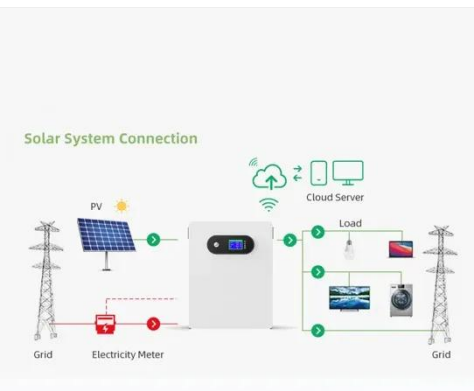 Solar System Connection
Cloud Server
PV
Load
Grid
Electricity Meter
Grid